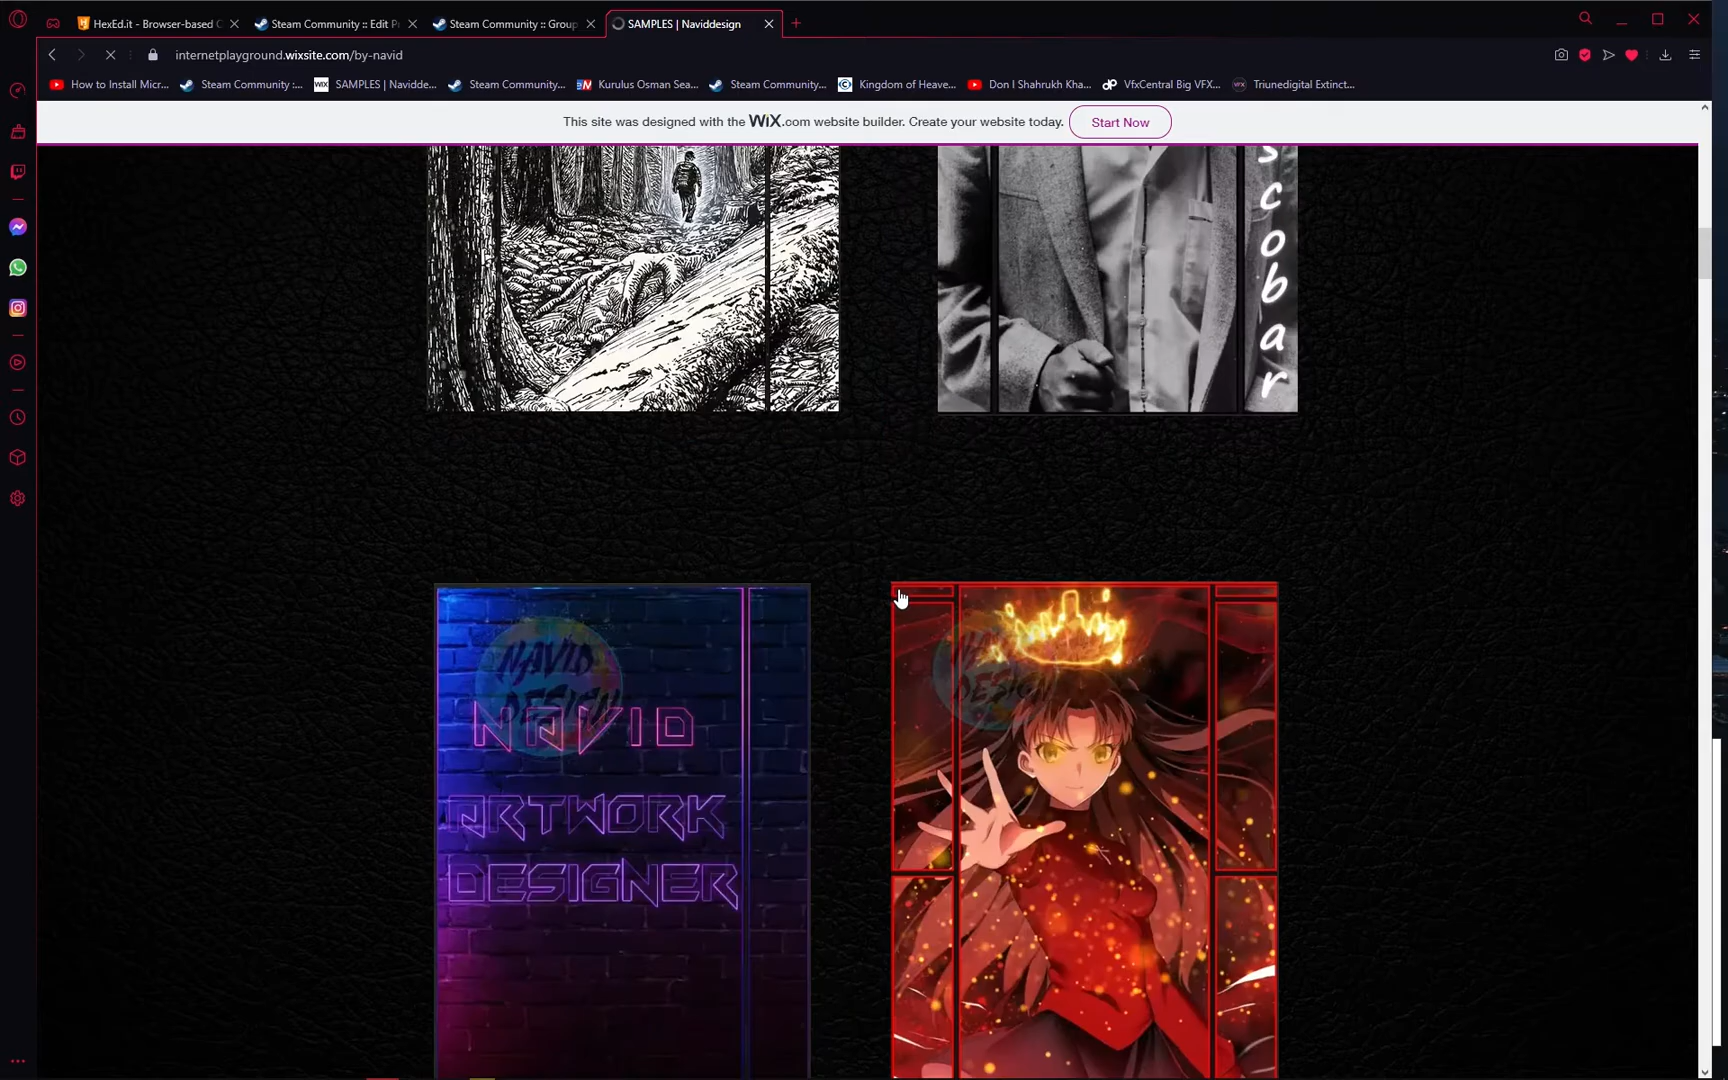 HexEd.it - Browser-based
Steam Community :: Edit P
Steam Community :: Group
SAMPLES | Naviddesign
internetplayground.wixsite.com/by-navid
How to Install Micr...
Steam Community :...
WiX
SAMPLES | Navidde...
Steam Community...
Kurulus Osman Sea...
Steam Community...
Kingdom of Heave...
Don I Shahrukh Kha...
VfxCentral Big VFX...
Triunedigital Extinct...
This site was designed with the WiX.com website builder. Create your website today.
Start Now
scobar
NAVID
DESIGN
NAVID
ARTWORK
DESIGNER